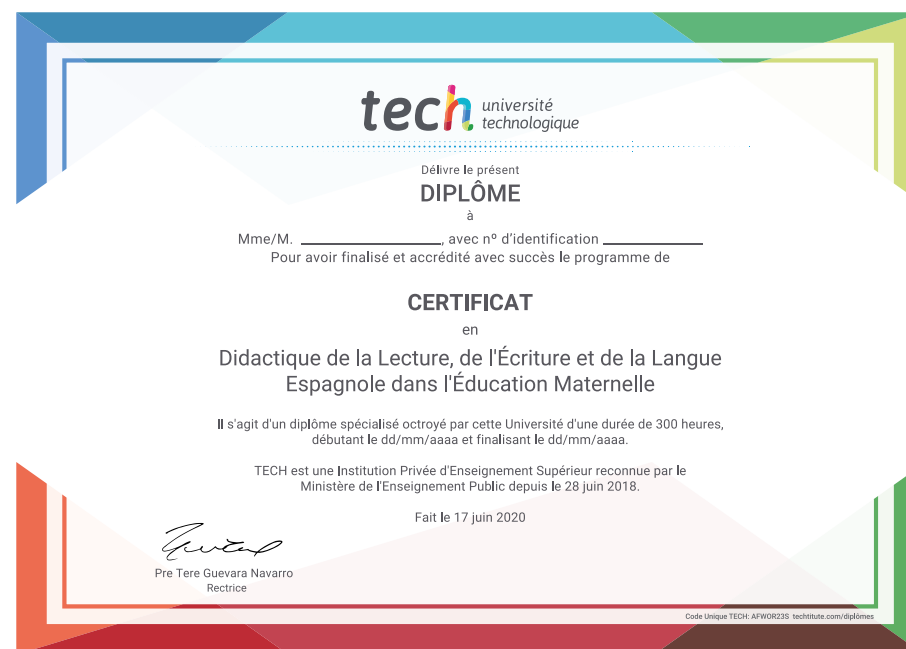 tech université
technologique
Délivre le présent
DIPLÔME
à
Mme/M. ____________________, avec nº d'identification ______________
Pour avoir finalisé et accrédité avec succès le programme de
CERTIFICAT
en
Didactique de la Lecture, de l'Écriture et de la Langue
Espagnole dans l'Éducation Maternelle
Il s'agit d'un diplôme spécialisé octroyé par cette Université d'une durée de 300 heures,
débutant le dd/mm/aaaa et finalisant le dd/mm/aaaa.
TECH est une Institution Privée d'Enseignement Supérieur reconnue par le
Ministère de l'Enseignement Public depuis le 28 juin 2018.
Fait le 17 juin 2020
Pre Tere Guevara Navarro
Rectrice
Code Unique TECH: AFWOR23S techtitute.com/diplômes